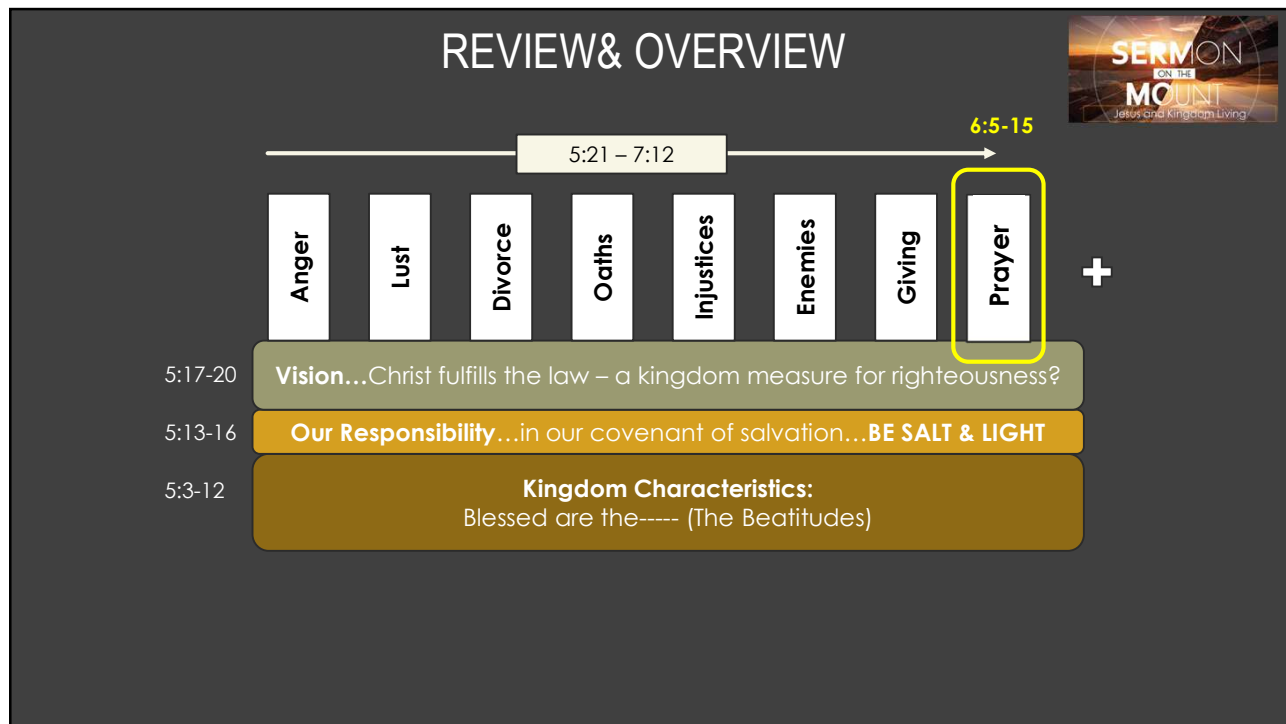 REVIEW& OVERVIEW
SERMON
ON THE
MOUNT
Jesus and Kingdom Living
6:5-15
5:21 – 7:12
Anger
Lust
Divorce
Oaths
Injustices
Enemies
Giving
Prayer
+
5:17-20
Vision...Christ fulfills the law – a kingdom measure for righteousness?
5:13-16
Our Responsibility...in our covenant of salvation...BE SALT & LIGHT
5:3-12
Kingdom Characteristics:
Blessed are the----- (The Beatitudes)